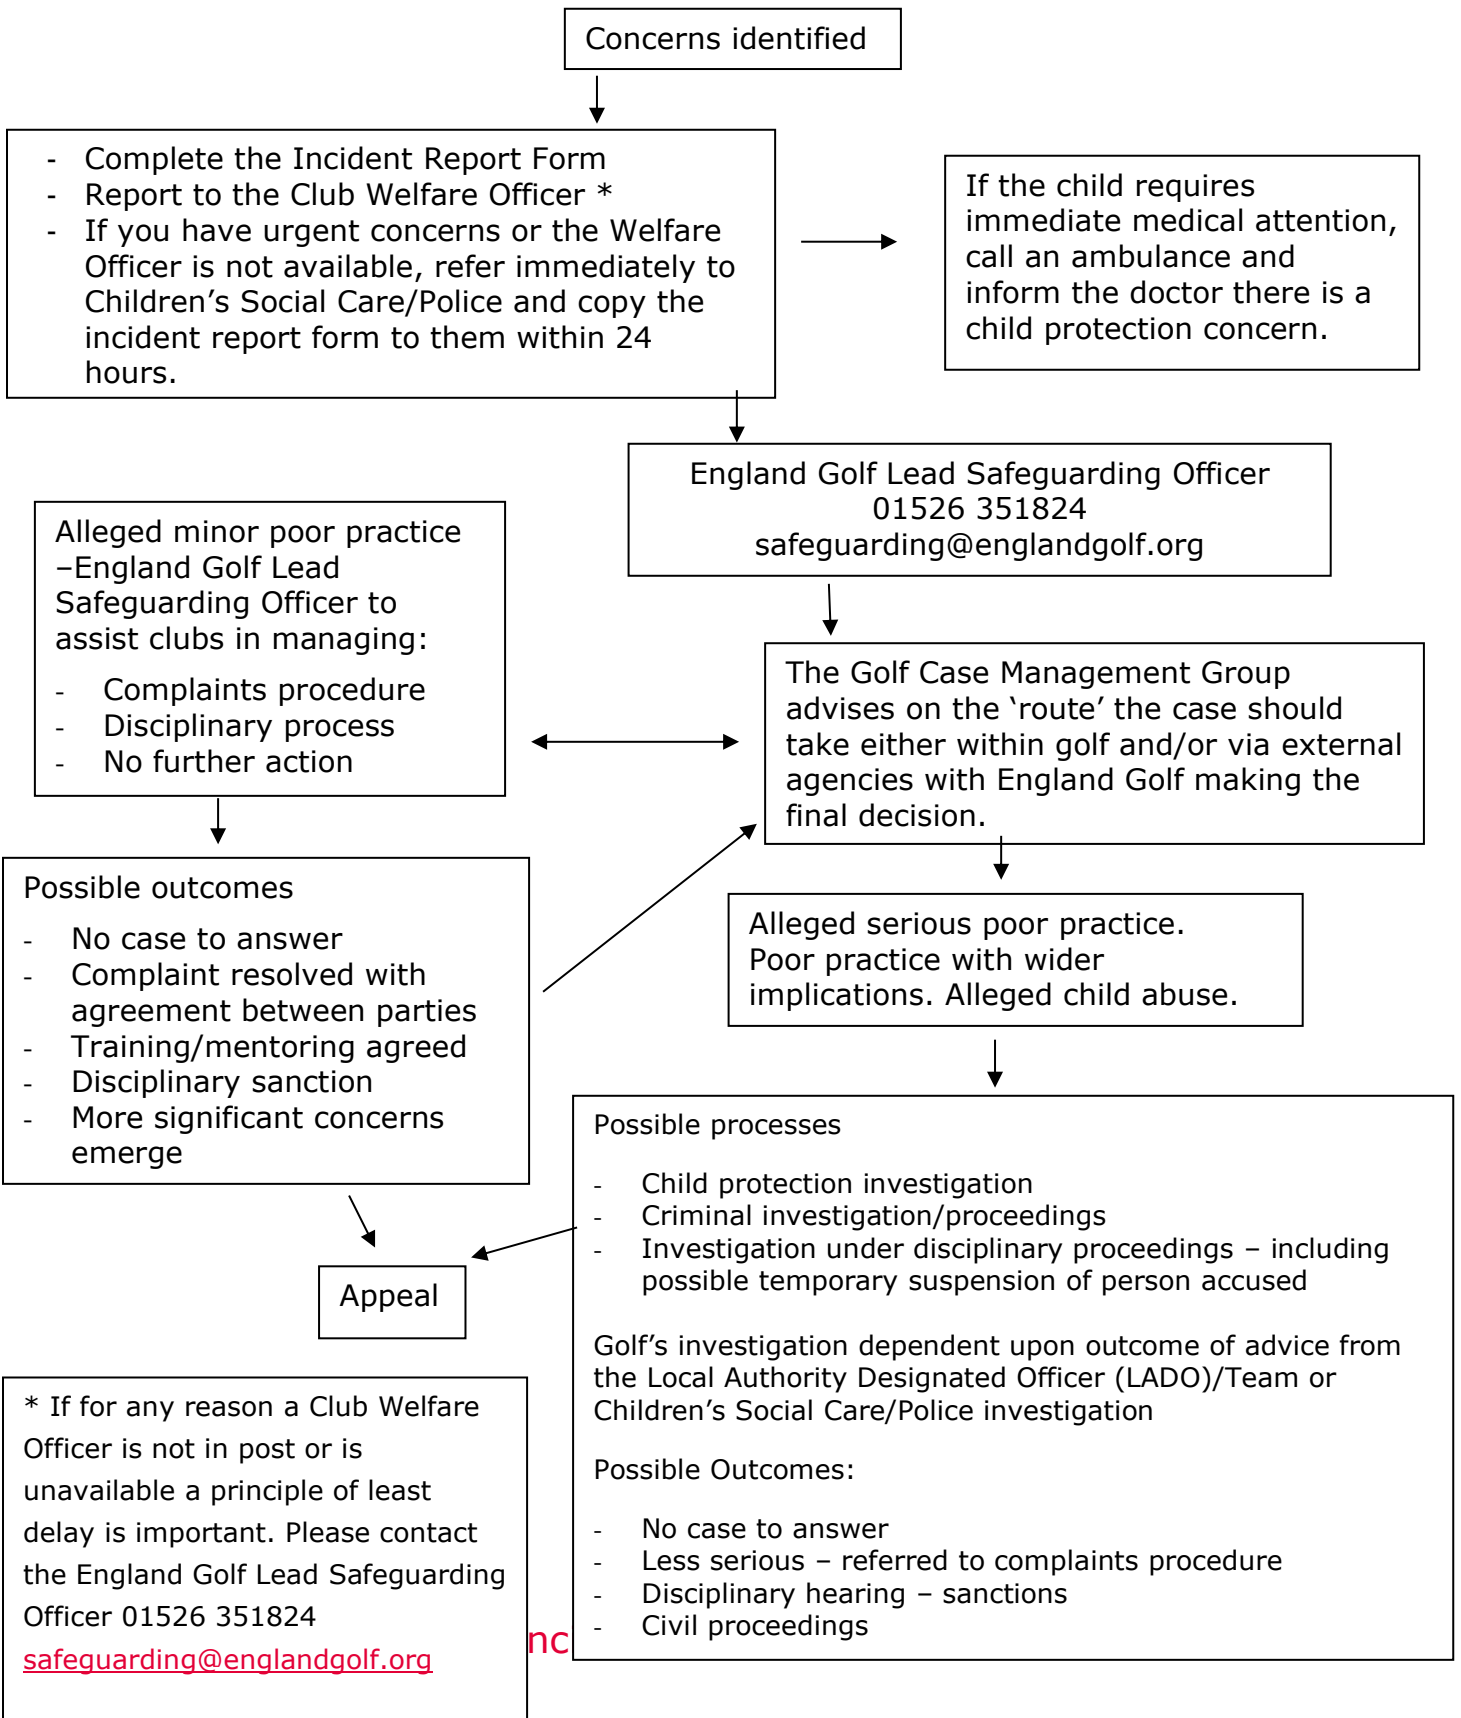 Concerns identified
- Complete the Incident Report Form
- Report to the Club Welfare Officer *
- If you have urgent concerns or the Welfare
Officer is not available, refer immediately to
Children’s Social Care/Police and copy the
incident report form to them within 24
hours.
If the child requires
immediate medical attention,
call an ambulance and
inform the doctor there is a
child protection concern.
England Golf Lead Safeguarding Officer
01526 351824
safeguarding@englandgolf.org
Alleged minor poor practice
–England Golf Lead
Safeguarding Officer to
assist clubs in managing:
- Complaints procedure
- Disciplinary process
- No further action
The Golf Case Management Group
advises on the ‘route’ the case should
take either within golf and/or via external
agencies with England Golf making the
final decision.
Possible outcomes
- No case to answer
- Complaint resolved with
agreement between parties
- Training/mentoring agreed
- Disciplinary sanction
- More significant concerns
emerge
Alleged serious poor practice.
Poor practice with wider
implications. Alleged child abuse.
Possible processes
- Child protection investigation
- Criminal investigation/proceedings
- Investigation under disciplinary proceedings – including
possible temporary suspension of person accused
Golf’s investigation dependent upon outcome of advice from
the Local Authority Designated Officer (LADO)/Team or
Children’s Social Care/Police investigation
Possible Outcomes:
- No case to answer
- Less serious – referred to complaints procedure
- Disciplinary hearing – sanctions
- Civil proceedings
Appeal
* If for any reason a Club Welfare
Officer is not in post or is
unavailable a principle of least
delay is important. Please contact
the England Golf Lead Safeguarding
Officer 01526 351824
safeguarding@englandgolf.org
nc